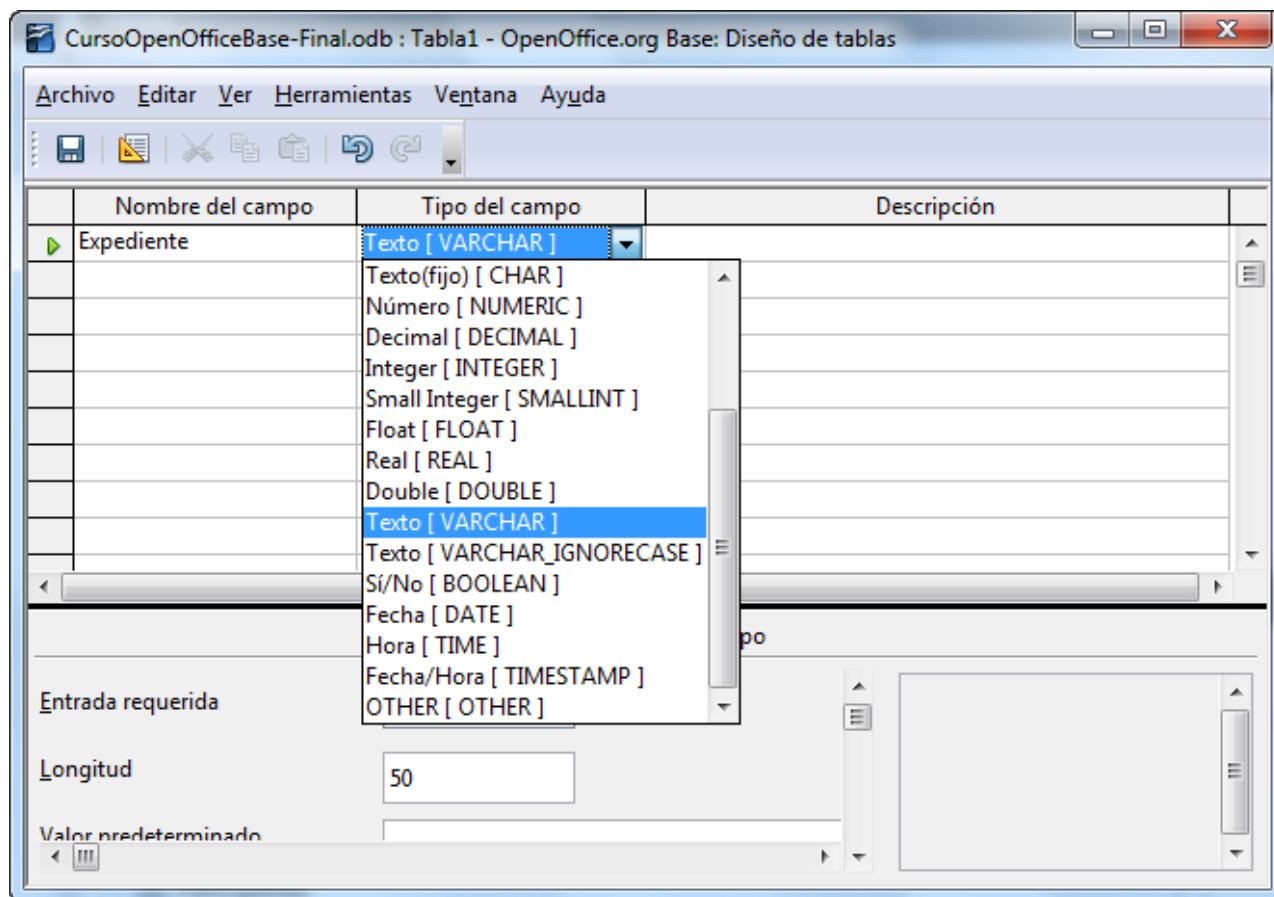 CursoOpenOfficeBase-Final.odb : Tabla1 - OpenOffice.org Base: Diseño de tablas
Archivo Editar Ver Herramientas Ventana Ayuda
Nombre del campo Tipo del campo Descripción
Expediente Texto [ VARCHAR ]
Texto(fijo) [ CHAR ]
Número [ NUMERIC ]
Decimal [ DECIMAL ]
Integer [ INTEGER ]
Small Integer [ SMALLINT ]
Float [ FLOAT ]
Real [ REAL ]
Double [ DOUBLE ]
Texto [ VARCHAR ]
Texto [ VARCHAR_IGNORECASE ]
Sí/No [ BOOLEAN ]
Fecha [ DATE ]
Hora [ TIME ]
Fecha/Hora [ TIMESTAMP ]
OTHER [ OTHER ]
po
Entrada requerida
Longitud 50
Valor predeterminado